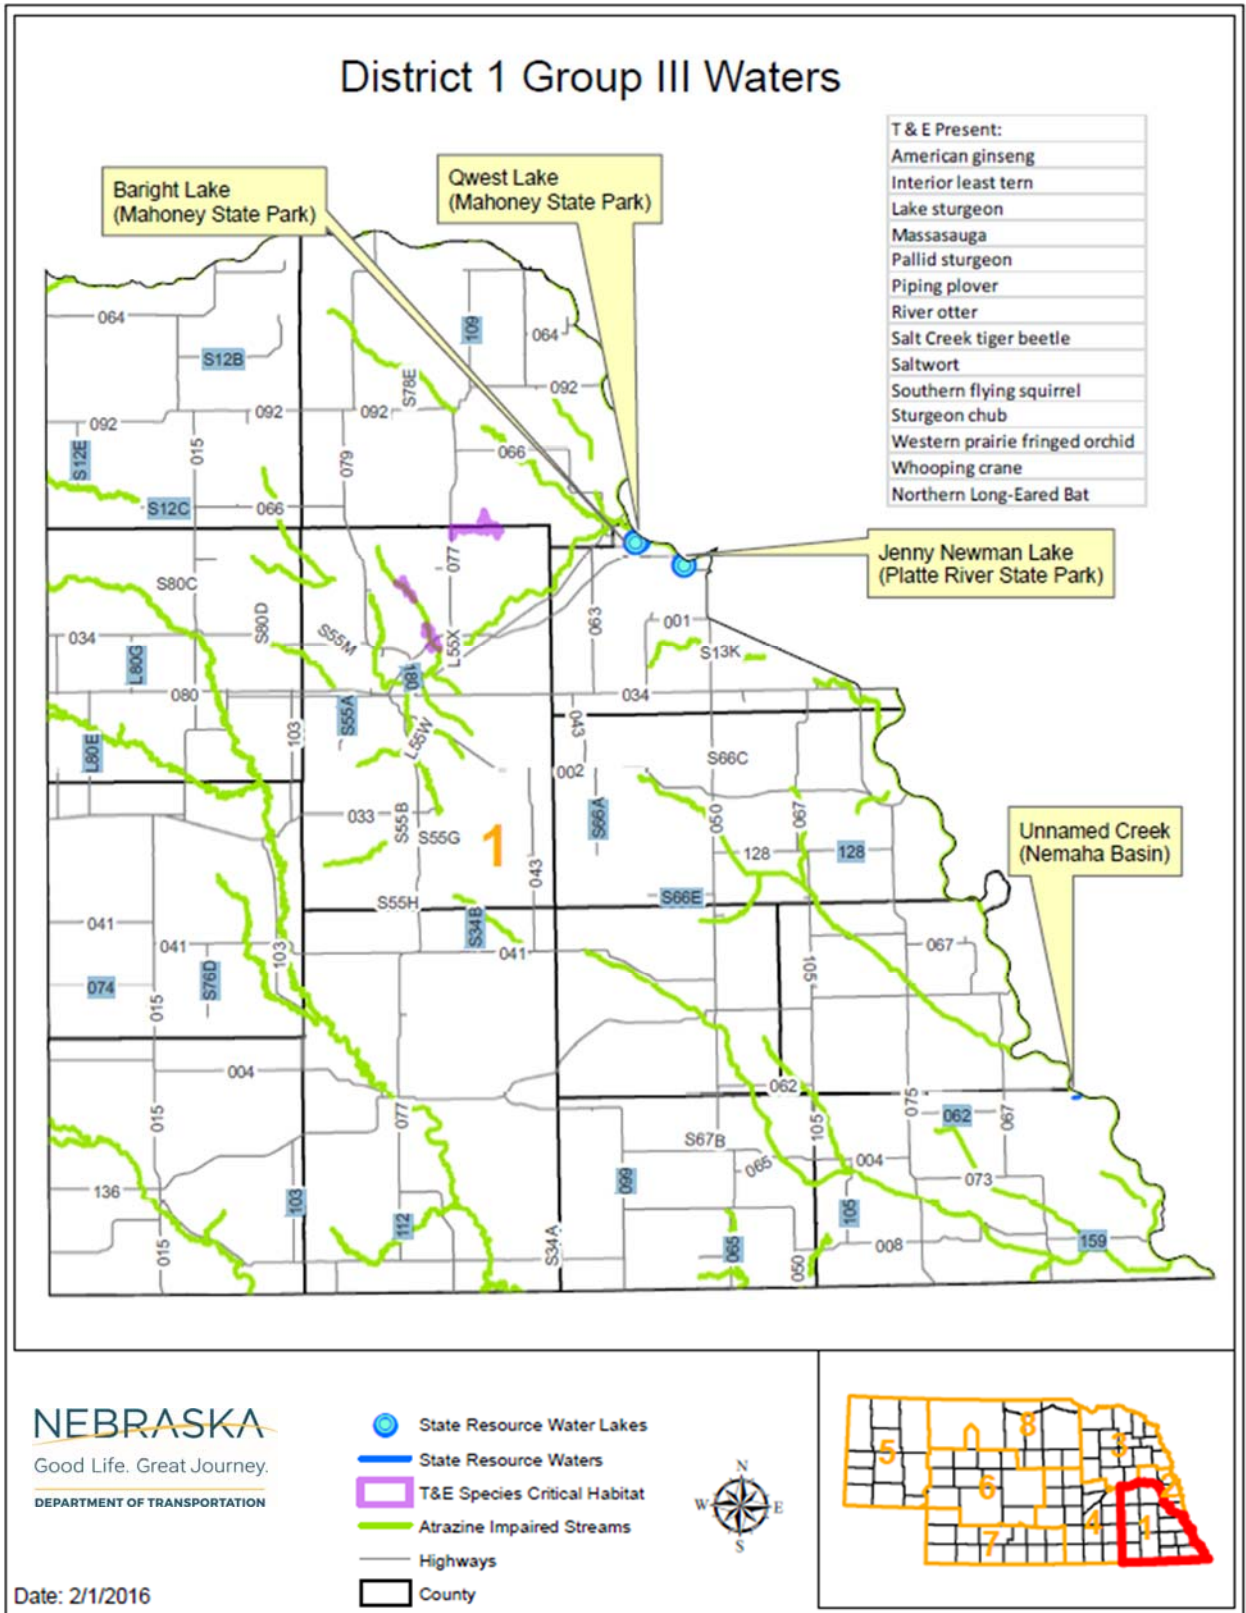 District 1 Group III Waters
T & E Present:
American ginseng
Interior least tern
Lake sturgeon
Massasauga
Pallid sturgeon
Piping plover
River otter
Salt Creek tiger beetle
Saltwort
Southern flying squirrel
Sturgeon chub
Western prairie fringed orchid
Whooping crane
Northern Long-Eared Bat
Baright Lake
(Mahoney State Park)
Qwest Lake
(Mahoney State Park)
Jenny Newman Lake
(Platte River State Park)
Unnamed Creek
(Nemaha Basin)
064
109
064
S12B
S78E
092
092
092
092
S12E
015
079
066
S12C
066
077
S80C
S80D
S55M
L55X
063
001
S13K
034
L80G
180
080
034
S55A
103
L80E
L55W
043
002
S66C
033
S55B
S55G
S66A
050
067
1
128
128
043
S55H
S34B
S66E
041
041
041
103
S76D
074
015
105
067
004
062
075
062
067
015
077
105
S67B
065
004
073
136
103
112
099
105
015
S34A
065
050
008
159
NEBRASKA
Good Life. Great Journey.
DEPARTMENT OF TRANSPORTATION
State Resource Water Lakes
State Resource Waters
T&E Species Critical Habitat
Atrazine Impaired Streams
Highways
County
N
W
E
S
5
8
3
6
2
4
1
7
Date: 2/1/2016